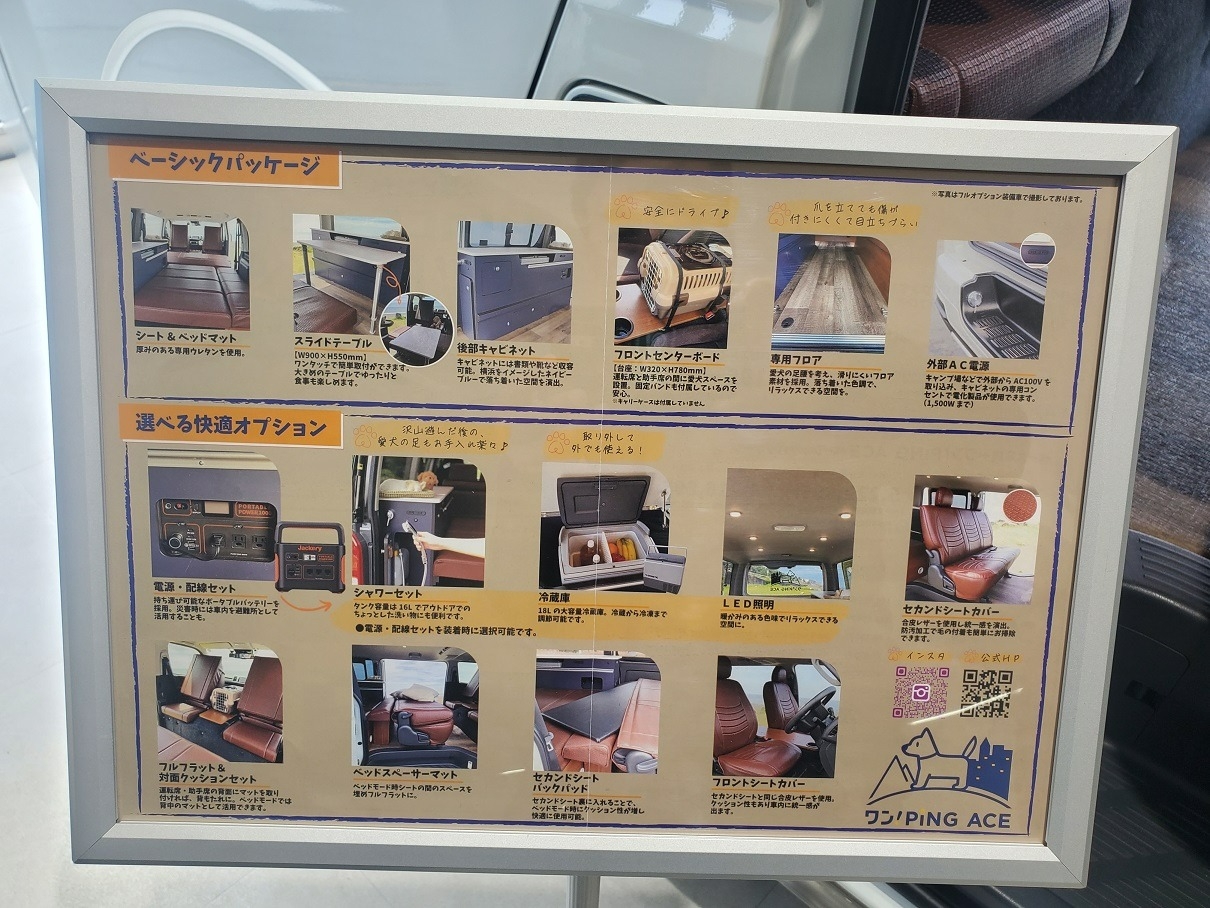 ベーシックパッケージ
※写真はフルオプション装備車で撮影しております。
シート&ベッドマット
厚みのある専用ウレタンを使用。
スライドテーブル
【W900×H550mm】
ワンタッチで簡単取付ができます。
大きめのテーブルでゆったりと
食事も楽しめます。
後部キャビネット
キャビネットには書類や靴など収容
可能。横浜をイメージしたネイビー
ブルーで落ち着いた空間を演出。
安全にドライブ♪
フロントセンターボード
【台座:W320×H780mm】
運転席と助手席の間に愛犬スペースを
設置。固定バンドも付属しているので
安心。
※キャリーケースは付属していません
爪を立てても傷が
付きにくくて目立ちづらい
専用フロア
愛犬の足腰を考え、滑りにくいフロア
素材を採用。落ち着いた色調で、
リラックスできる空間を。
外部AC電源
キャンプ場などで外部からAC100Vを
取り込み、キャビネットの専用コン
セントで電化製品が使用できます。
(1,500Wまで)
選べる快適オプション
PORTABLE
POWER
Jackery
電源・配線セット
持ち運び可能なポータブルバッテリーを
採用。災害時には車内を避難所として
活用することも。
沢山遊んだ後の、
愛犬の足もお手入れ楽々♪
シャワーセット
タンク容量は16Lでアウトドアでの
ちょっとした洗い物にも便利です。
●電源・配線セットを装着時に選択可能です。
取り外して
外でも使える!
冷蔵庫
18Lの大容量冷蔵庫。冷蔵から冷凍まで
調節可能です。
LED照明
暖かみのある色味でリラックスできる
空間に。
セカンドシートカバー
合皮レザーを使用し統一感を演出。
防汚加工で毛の付着も簡単にお掃除
できます。
フルフラット&
対面クッションセット
運転席・助手席の背面にマットを取り
付ければ、背もたれに。ベッドモードでは
背中のマットとして活用できます。
ベッドスペーサーマット
ベッドモード時シートの間のスペースを
埋めフルフラットに。
セカンドシート
バックパッド
セカンドシート裏に入れることで、
ベッドモード時にクッション性が増し
快適に使用可能。
フロントシートカバー
セカンドシートと同じ合皮レザーを使用。
クッション性もあり車内に統一感が
出ます。
インスタ
公式HP
ワン!PiNG ACE